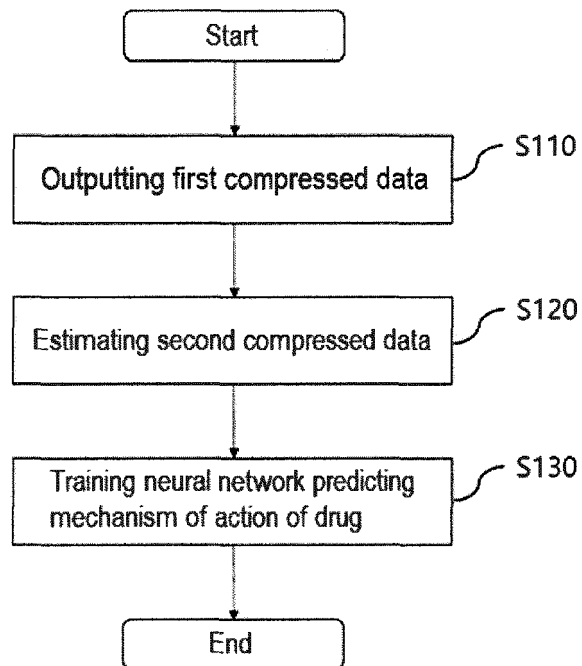 Start
Outputting first compressed data
S110
Estimating second compressed data
S120
Training neural network predicting
mechanism of action of drug
S130
End